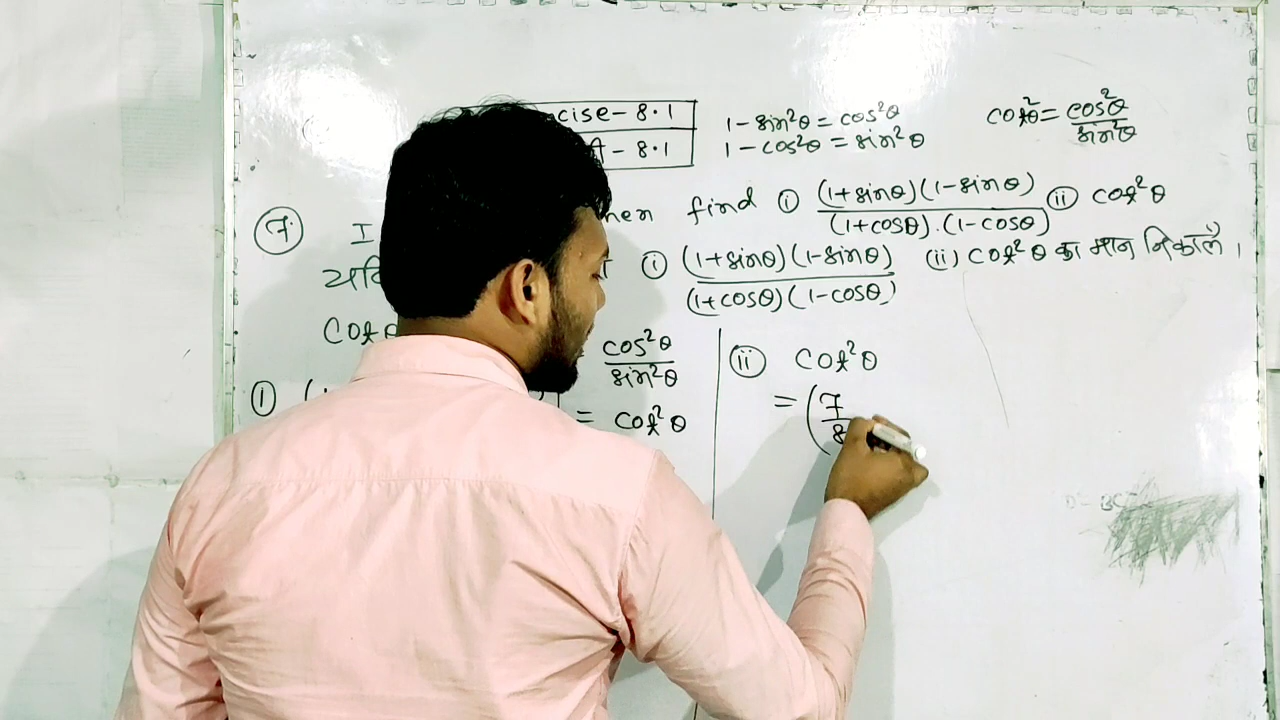 cise-8.1
- 8.1
1-sin²θ = cos²θ
1-cos²θ = sin²θ
cot²θ = cos²θ/sin²θ
7. I
find (i) (1+sinθ)(1-sinθ)/(1+cosθ).(1-cosθ) (ii) cot²θ
(i) (1+sinθ)(1-sinθ)/(1+cosθ)(1-cosθ) (ii) cot²θ का मान निकालें।
cot
cos²θ/sin²θ
(i) (
= cot²θ
(ii) cot²θ
= (7/8